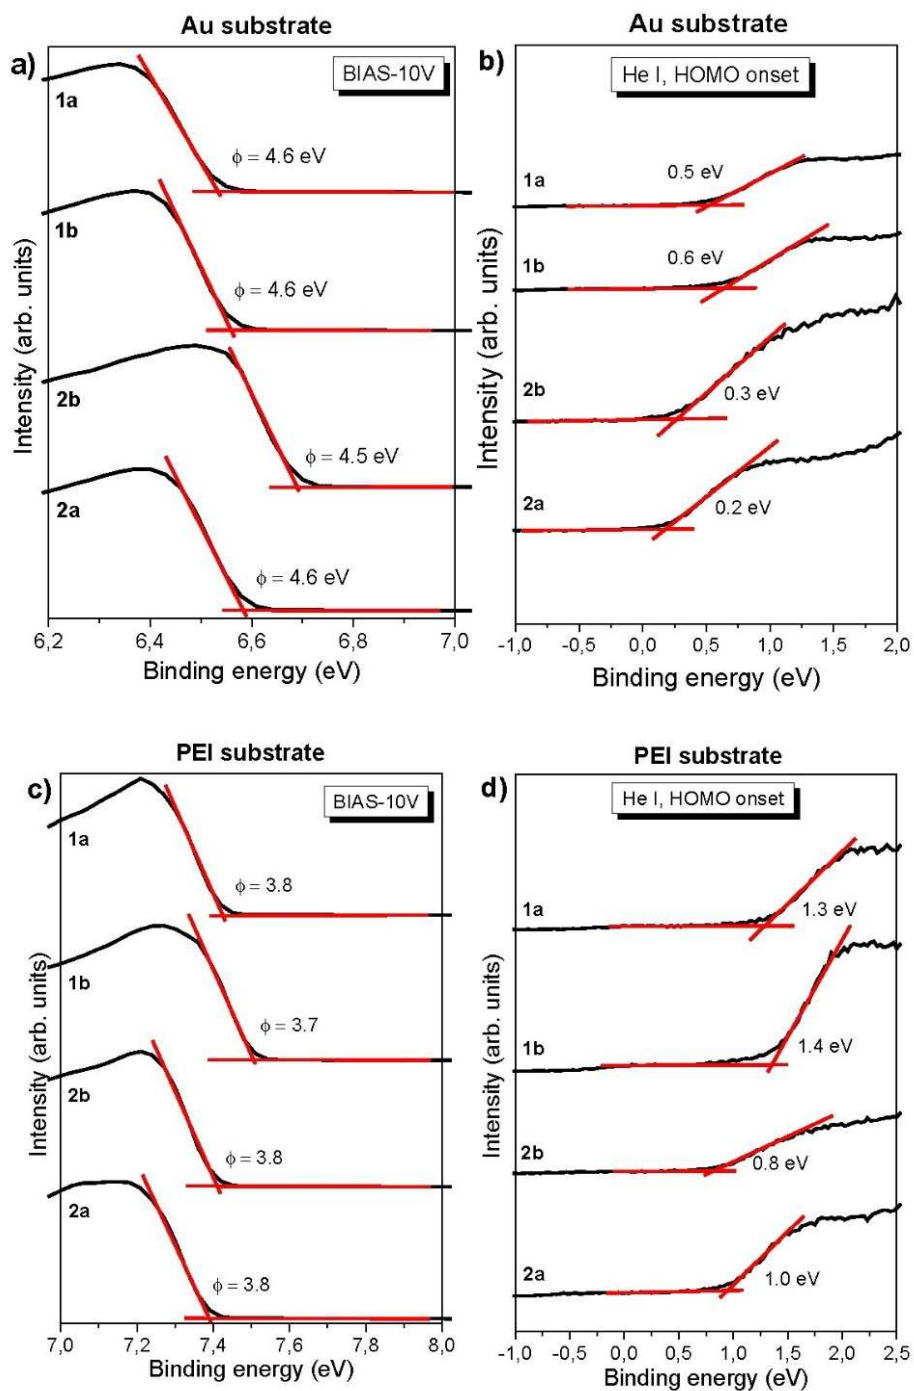 Au substrate
a)
BIAS-10V
1a
ϕ = 4.6 eV
1b
ϕ = 4.6 eV
2b
ϕ = 4.5 eV
2a
ϕ = 4.6 eV
Intensity (arb. units)
6,2 6,4 6,6 6,8 7,0
Binding energy (eV)
Au substrate
b)
He I, HOMO onset
1a
0.5 eV
1b
0.6 eV
2b
0.3 eV
2a
0.2 eV
Intensity (arb. units)
-1,0 -0,5 0,0 0,5 1,0 1,5 2,0
Binding energy (eV)
PEI substrate
c)
BIAS-10V
1a
ϕ = 3.8
1b
ϕ = 3.7
2b
ϕ = 3.8
2a
ϕ = 3.8
Intensity (arb. units)
7,0 7,2 7,4 7,6 7,8 8,0
Binding energy (eV)
PEI substrate
d)
He I, HOMO onset
1a
1.3 eV
1b
1.4 eV
2b
0.8 eV
2a
1.0 eV
Intensity (arb. units)
-1,0 -0,5 0,0 0,5 1,0 1,5 2,0 2,5
Binding energy (eV)